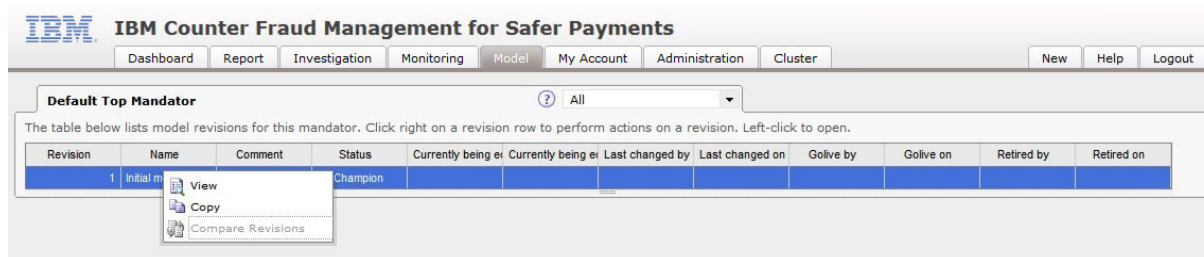 IBM IBM Counter Fraud Management for Safer Payments
Dashboard Report Investigation Monitoring Model My Account Administration Cluster New Help Logout
Default Top Mandator ? All
The table below lists model revisions for this mandator. Click right on a revision row to perform actions on a revision. Left-click to open.
Revision Name Comment Status Currently being Currently being Last changed by Last changed on Golive by Golive on Retired by Retired on
1 Initial Champion
View
Copy
Compare Revisions